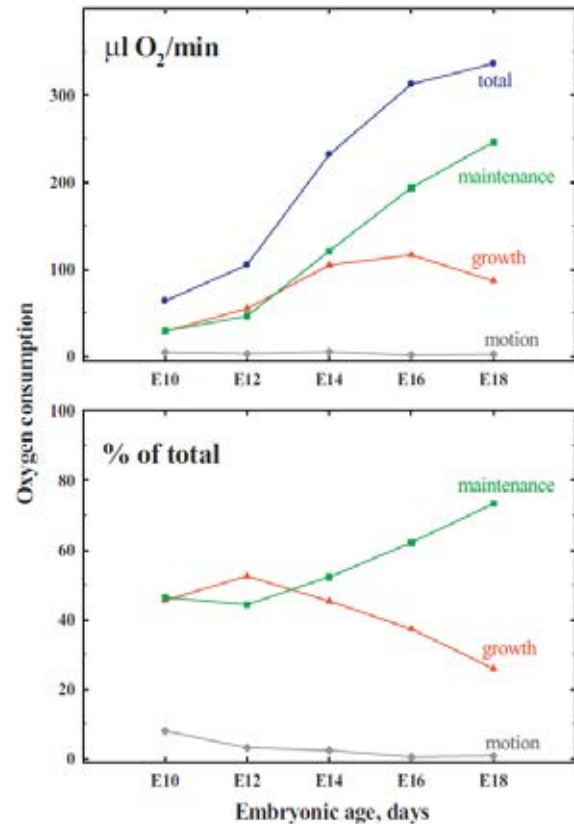 μl O₂/min
300
200
100
0
total
maintenance
growth
motion
E10 E12 E14 E16 E18
Oxygen consumption
100
80
60
40
20
0
% of total
maintenance
growth
motion
E10 E12 E14 E16 E18
Embryonic age, days